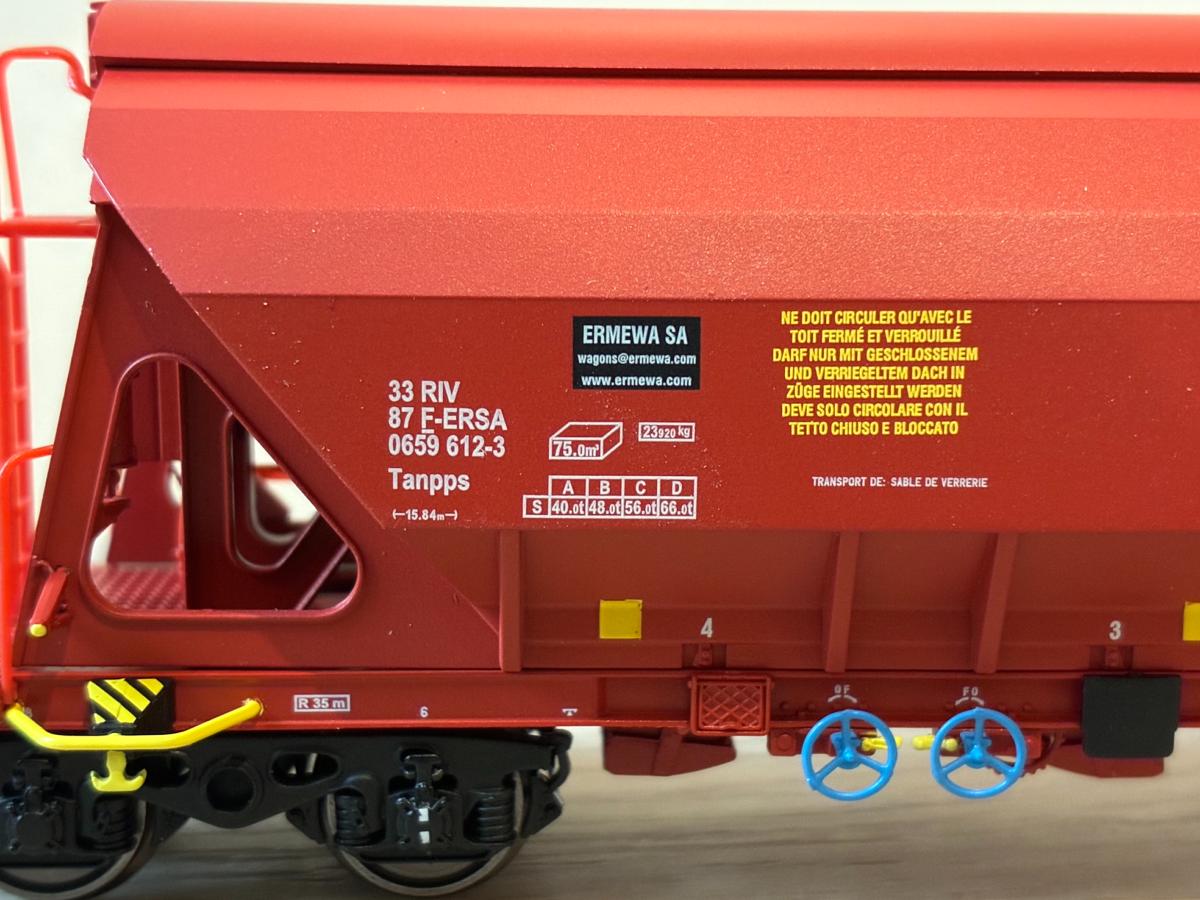 ERMEWA SA
wagons@ermewa.com
www.ermewa.com
NE DOIT CIRCULER QU'AVEC LE
TOIT FERMÉ ET VERROUILLÉ
DARF NUR MIT GESCHLOSSENEM
UND VERRIEGELTEM DACH IN
ZÜGE EINGESTELLT WERDEN
DEVE SOLO CIRCOLARE CON IL
TETTO CHIUSO E BLOCCATO
33 RIV
87 F-ERSA
0659 612-3
Tanpps
15.84m
75.0m³
23920 kg
A B C D
S 40.0t 48.0t 56.0t 66.0t
TRANSPORT DE: SABLE DE VERRERIE
4
3
R 35 m
6